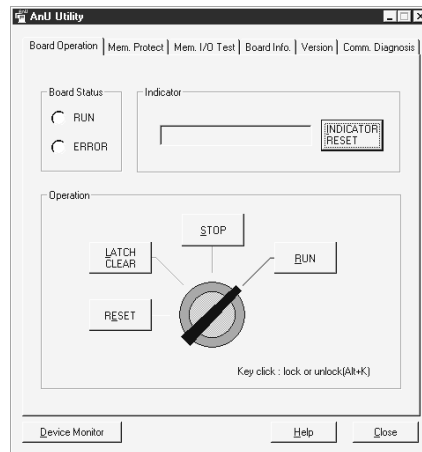 AnU Utility
Board Operation Mem. Protect Mem. I/O Test Board Info. Version Comm. Diagnosis
Board Status
RUN
ERROR
Indicator
INDICATOR
RESET
Operation
STOP
LATCH
CLEAR
RUN
RESET
Key click : lock or unlock(Alt+K)
Device Monitor
Help
Close